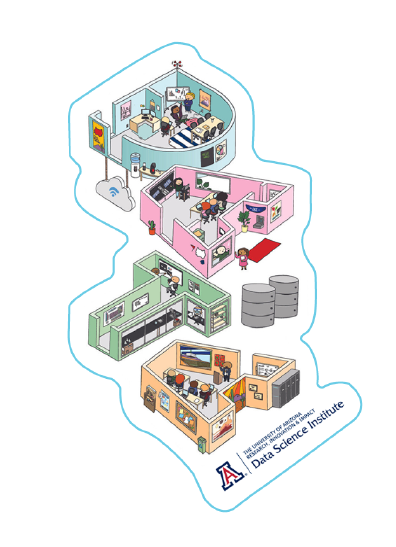 THE UNIVERSITY OF ARIZONA
RESEARCH, INNOVATION & IMPACT
Data Science Institute
A